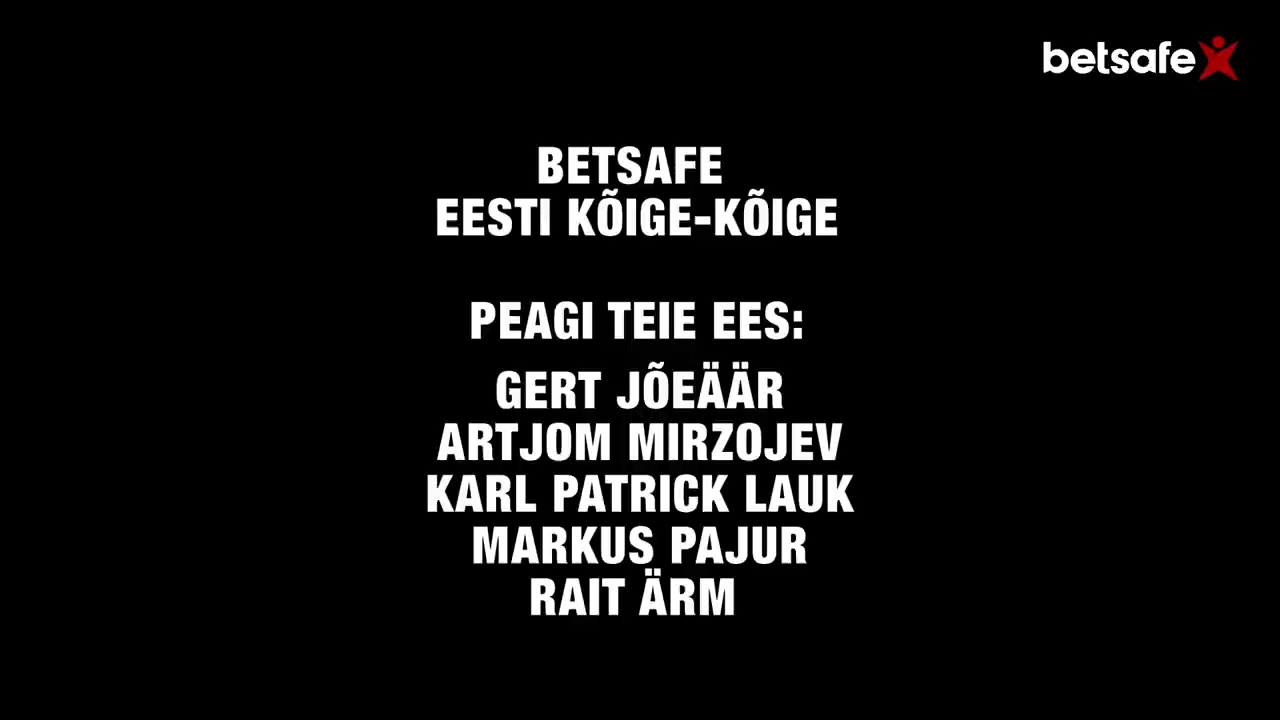 betsafe
BETSAFE
EESTI KÕIGE-KÕIGE
PEAGI TEIE EES:
GERT JÕEÄÄR
ARTJOM MIRZOJEV
KARL PATRICK LAUK
MARKUS PAJUR
RAIT ÄRM